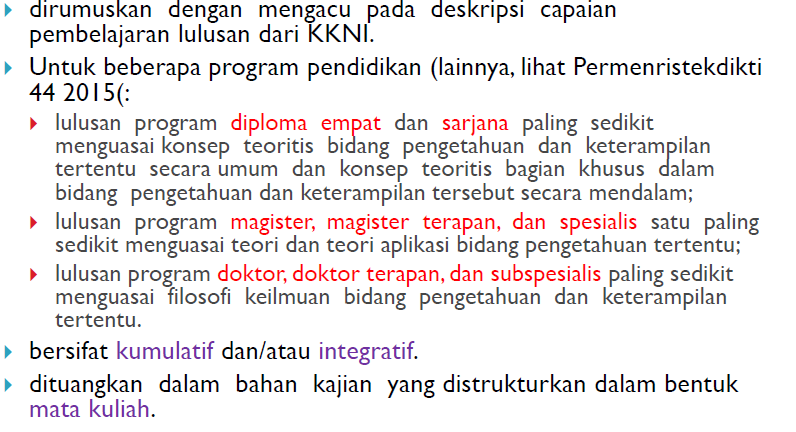 dirumuskan dengan mengacu pada deskripsi capaian
pembelajaran lulusan dari KKNI.
Untuk beberapa program pendidikan (lainnya, lihat Permenristekdikti
44 2015(:
lulusan program diploma empat dan sarjana paling sedikit
menguasai konsep teoritis bidang pengetahuan dan keterampilan
tertentu secara umum dan konsep teoritis bagian khusus dalam
bidang pengetahuan dan keterampilan tersebut secara mendalam;
lulusan program magister, magister terapan, dan spesialis satu paling
sedikit menguasai teori dan teori aplikasi bidang pengetahuan tertentu;
lulusan program doktor, doktor terapan, dan subspesialis paling sedikit
menguasai filosofi keilmuan bidang pengetahuan dan keterampilan
tertentu.
bersifat kumulatif dan/atau integratif.
dituangkan dalam bahan kajian yang distrukturkan dalam bentuk
mata kuliah.